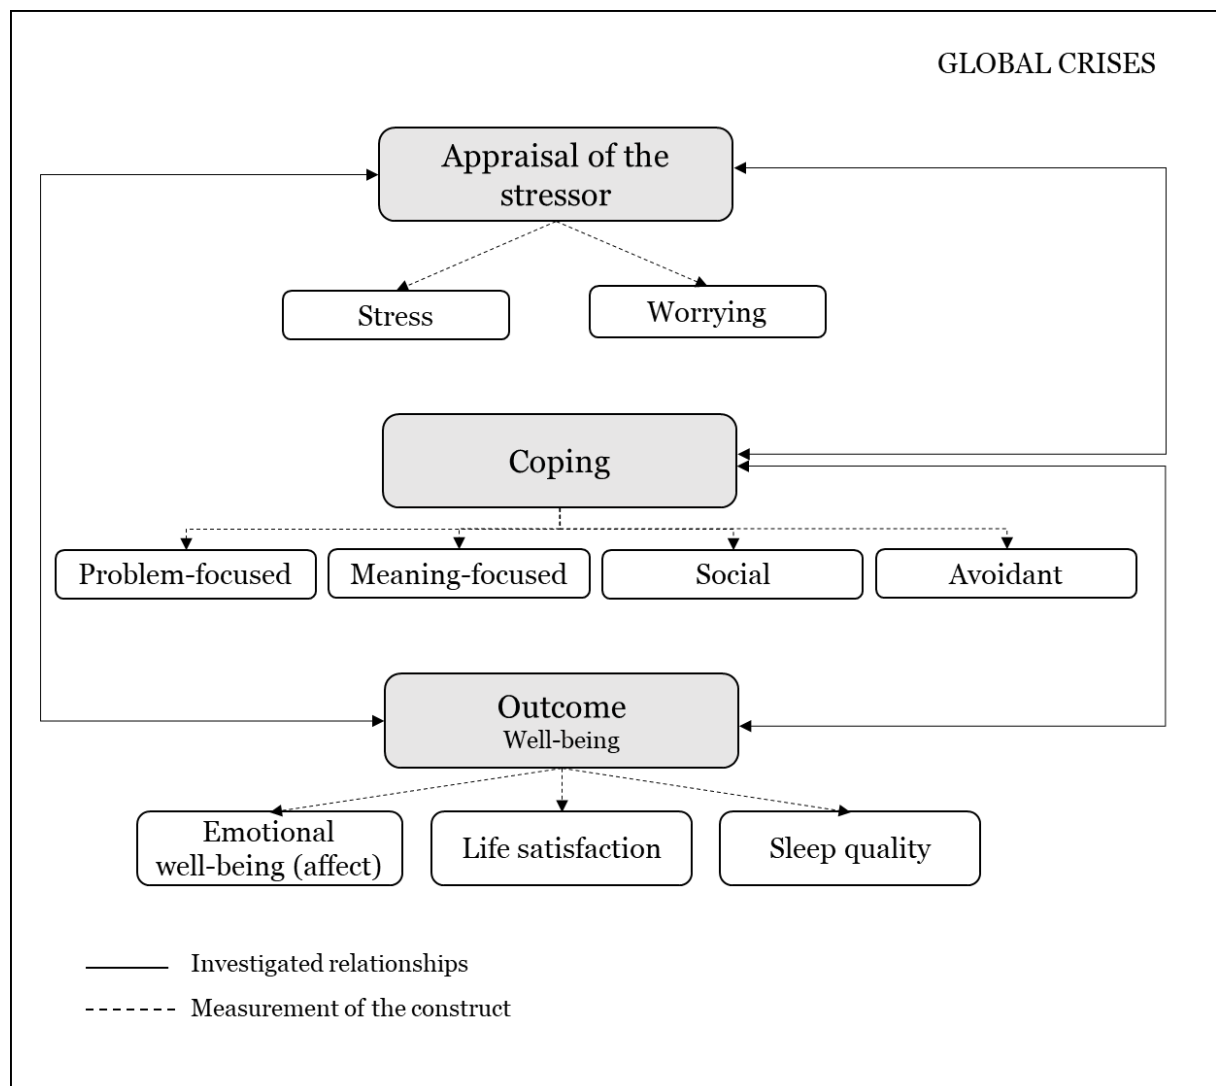 GLOBAL CRISES
Appraisal of the
stressor
Stress
Worrying
Coping
Problem-focused
Meaning-focused
Social
Avoidant
Outcome
Well-being
Emotional
well-being (affect)
Life satisfaction
Sleep quality
Investigated relationships
Measurement of the construct